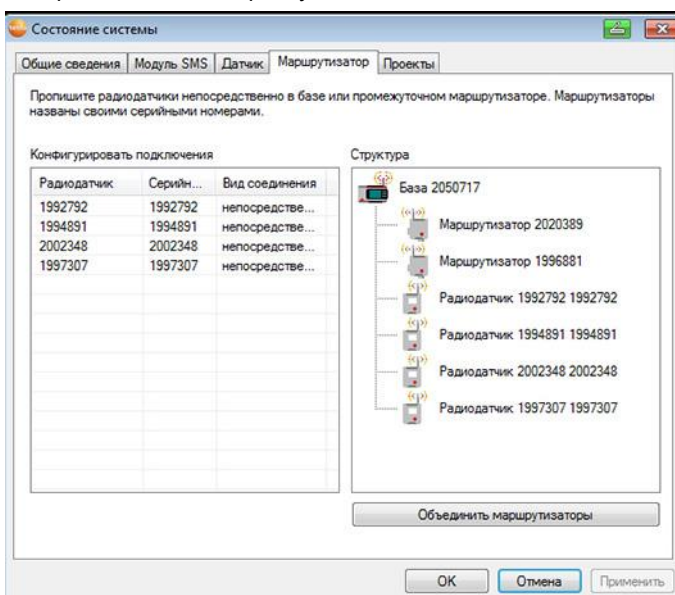 Состояние системы
Общие сведения Модуль SMS Датчик Маршрутизатор Проекты
Пропишите радиодатчики непосредственно в базе или промежуточном маршрутизаторе. Маршрутизаторы
названы своими серийными номерами.
Конфигурировать подключения
Радиодатчик Серийн... Вид соединения
1992792 1992792 непосредстве...
1994891 1994891 непосредстве...
2002348 2002348 непосредстве...
1997307 1997307 непосредстве...
Структура
База 2050717
Маршрутизатор 2020389
Маршрутизатор 1996881
Радиодатчик 1992792 1992792
Радиодатчик 1994891 1994891
Радиодатчик 2002348 2002348
Радиодатчик 1997307 1997307
Объединить маршрутизаторы
OK Отмена Применить